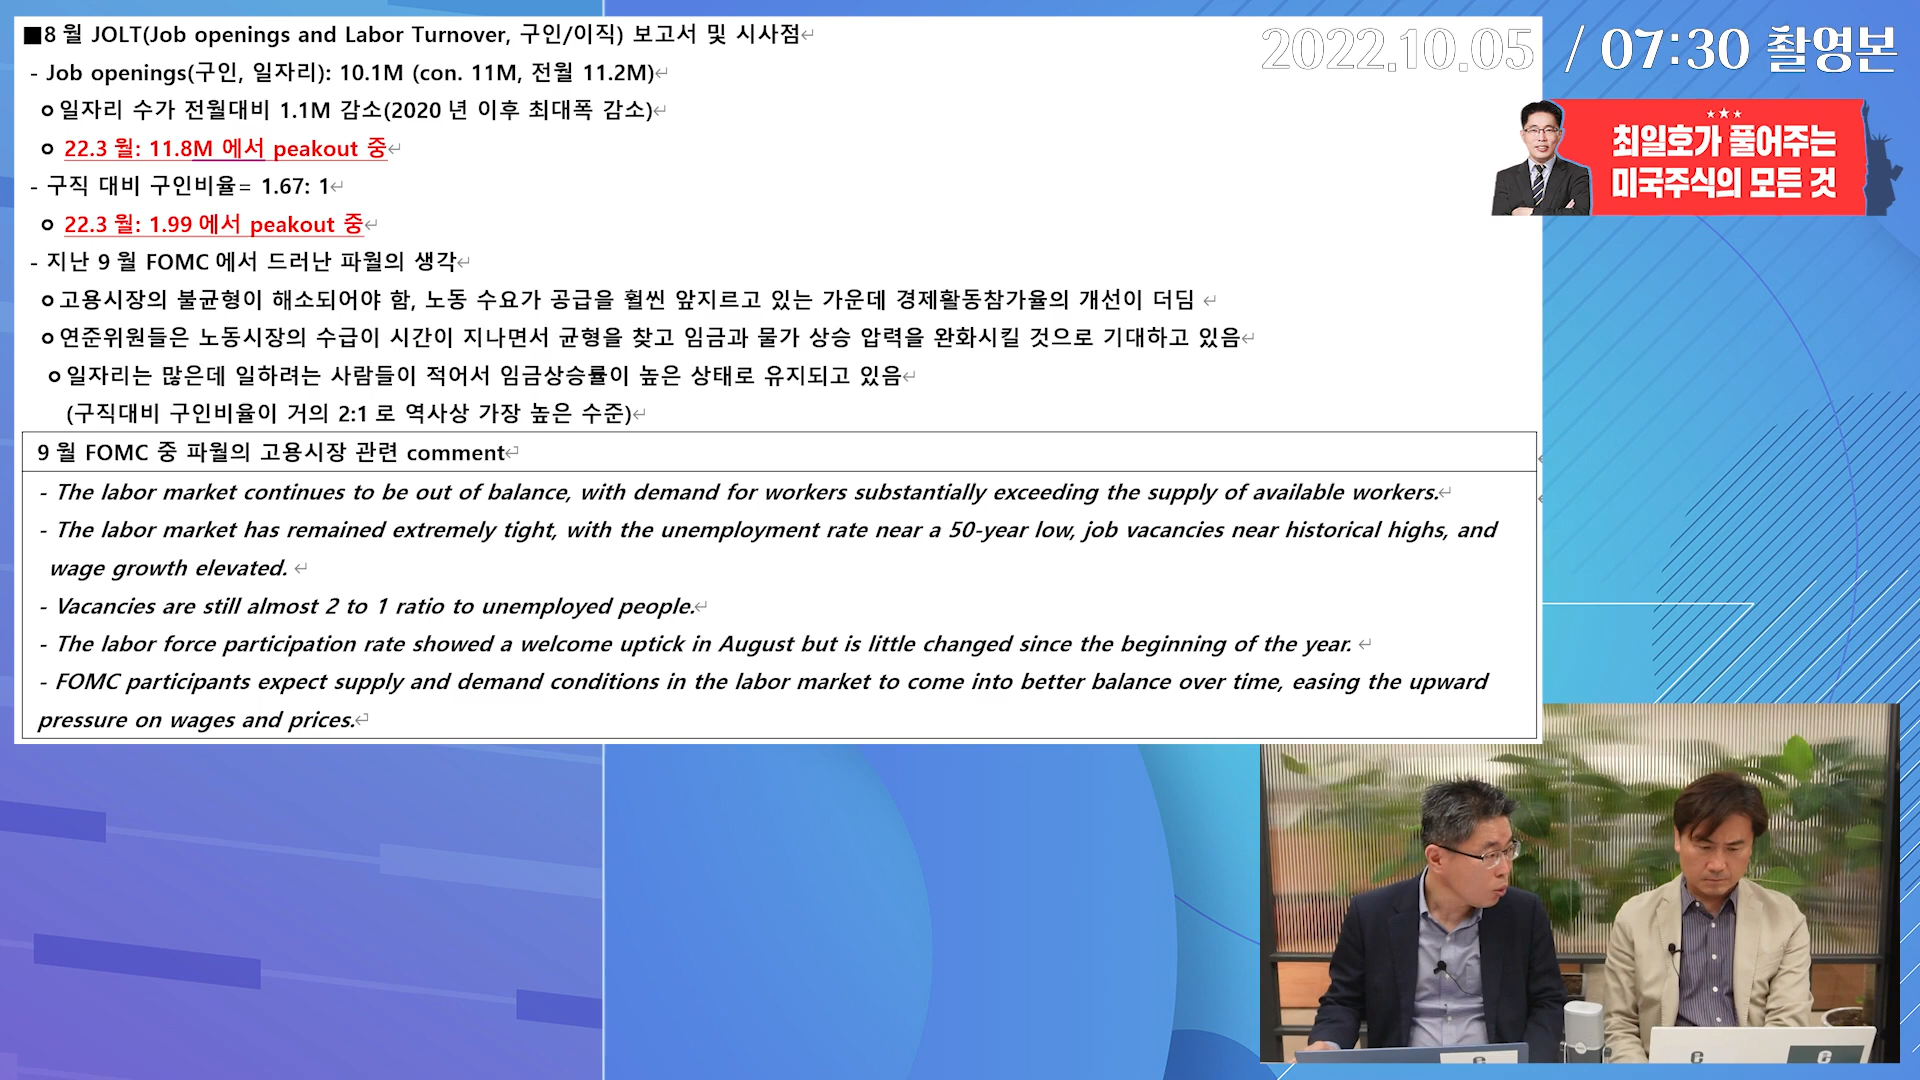 ■8월 JOLT(Job openings and Labor Turnover, 구인/이직) 보고서 및 시사점↵
- Job openings(구인, 일자리): 10.1M (con. 11M, 전월 11.2M)↵
o 일자리 수가 전월대비 1.1M 감소(2020년 이후 최대폭 감소)↵
o 22.3월: 11.8M에서 peakout 중↵
- 구직 대비 구인비율= 1.67: 1↵
o 22.3월: 1.99에서 peakout 중↵
- 지난 9월 FOMC에서 드러난 파월의 생각↵
o 고용시장의 불균형이 해소되어야 함, 노동 수요가 공급을 훨씬 앞지르고 있는 가운데 경제활동참가율의 개선이 더딤 ↵
o 연준위원들은 노동시장의 수급이 시간이 지나면서 균형을 찾고 임금과 물가 상승 압력을 완화시킬 것으로 기대하고 있음↵
o 일자리는 많은데 일하려는 사람들이 적어서 임금상승률이 높은 상태로 유지되고 있음↵
(구직대비 구인비율이 거의 2:1로 역사상 가장 높은 수준)↵
9월 FOMC 중 파월의 고용시장 관련 comment↵
- The labor market continues to be out of balance, with demand for workers substantially exceeding the supply of available workers.↵
- The labor market has remained extremely tight, with the unemployment rate near a 50-year low, job vacancies near historical highs, and
wage growth elevated. ↵
- Vacancies are still almost 2 to 1 ratio to unemployed people.↵
- The labor force participation rate showed a welcome uptick in August but is little changed since the beginning of the year. ↵
- FOMC participants expect supply and demand conditions in the labor market to come into better balance over time, easing the upward
pressure on wages and prices.↵
2022.10.05 / 07:30 촬영본
최일호가 풀어주는
미국주식의 모든 것